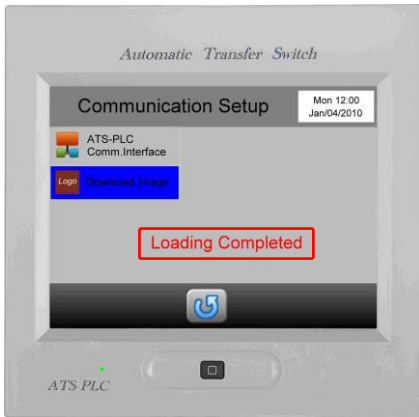 Automatic Transfer Switch
Communication Setup
Mon 12:00
Jan/04/2010
ATS-PLC
Comm.Interface
Logo
Download Image
Loading Completed
ATS PLC